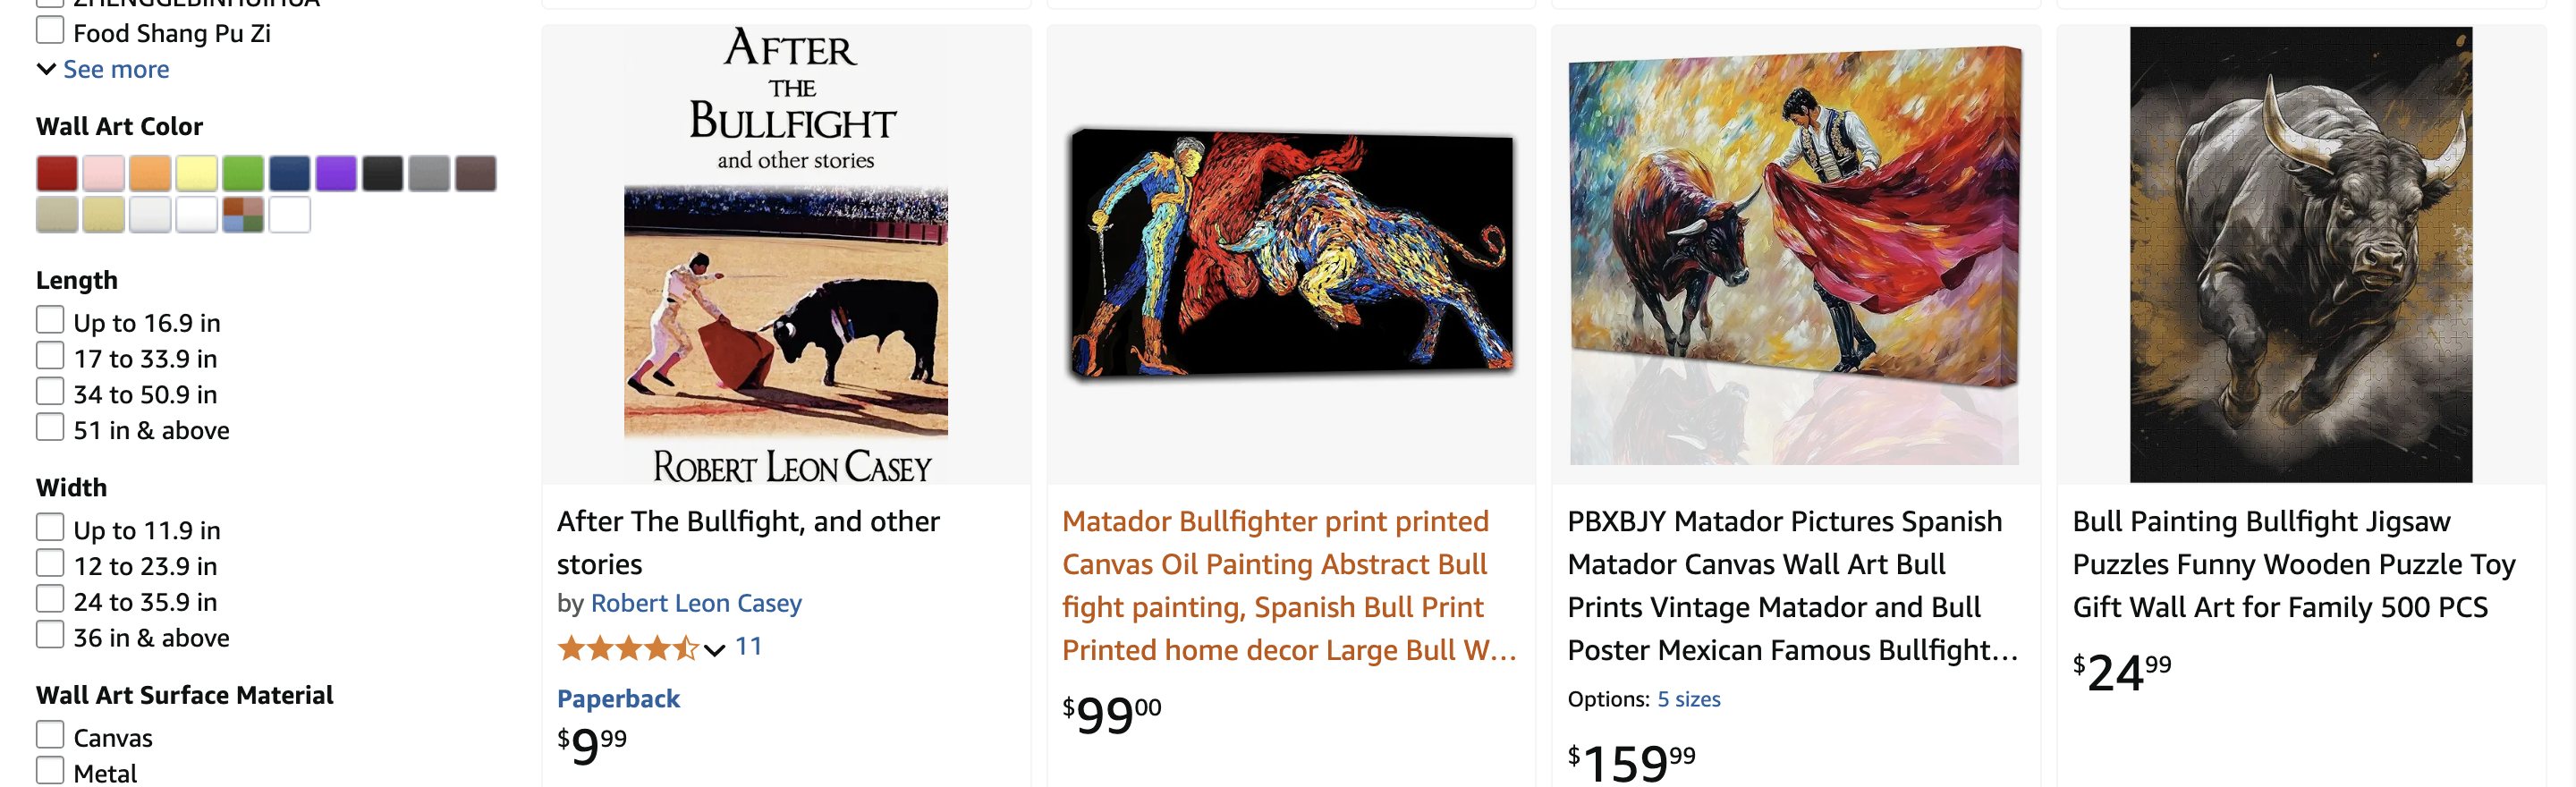 ZHENGGEBINHUIHUA
Food Shang Pu Zi
See more
Wall Art Color
Length
Up to 16.9 in
17 to 33.9 in
34 to 50.9 in
51 in & above
Width
Up to 11.9 in
12 to 23.9 in
24 to 35.9 in
36 in & above
Wall Art Surface Material
Canvas
Metal
AFTER
THE
BULLFIGHT
and other stories
ROBERT LEON CASEY
After The Bullfight, and other
stories
by Robert Leon Casey
11
Paperback
$9.99
Matador Bullfighter print printed
Canvas Oil Painting Abstract Bull
fight painting, Spanish Bull Print
Printed home decor Large Bull W...
$99.00
PBXBJY Matador Pictures Spanish
Matador Canvas Wall Art Bull
Prints Vintage Matador and Bull
Poster Mexican Famous Bullfight...
Options: 5 sizes
$159.99
Bull Painting Bullfight Jigsaw
Puzzles Funny Wooden Puzzle Toy
Gift Wall Art for Family 500 PCS
$24.99